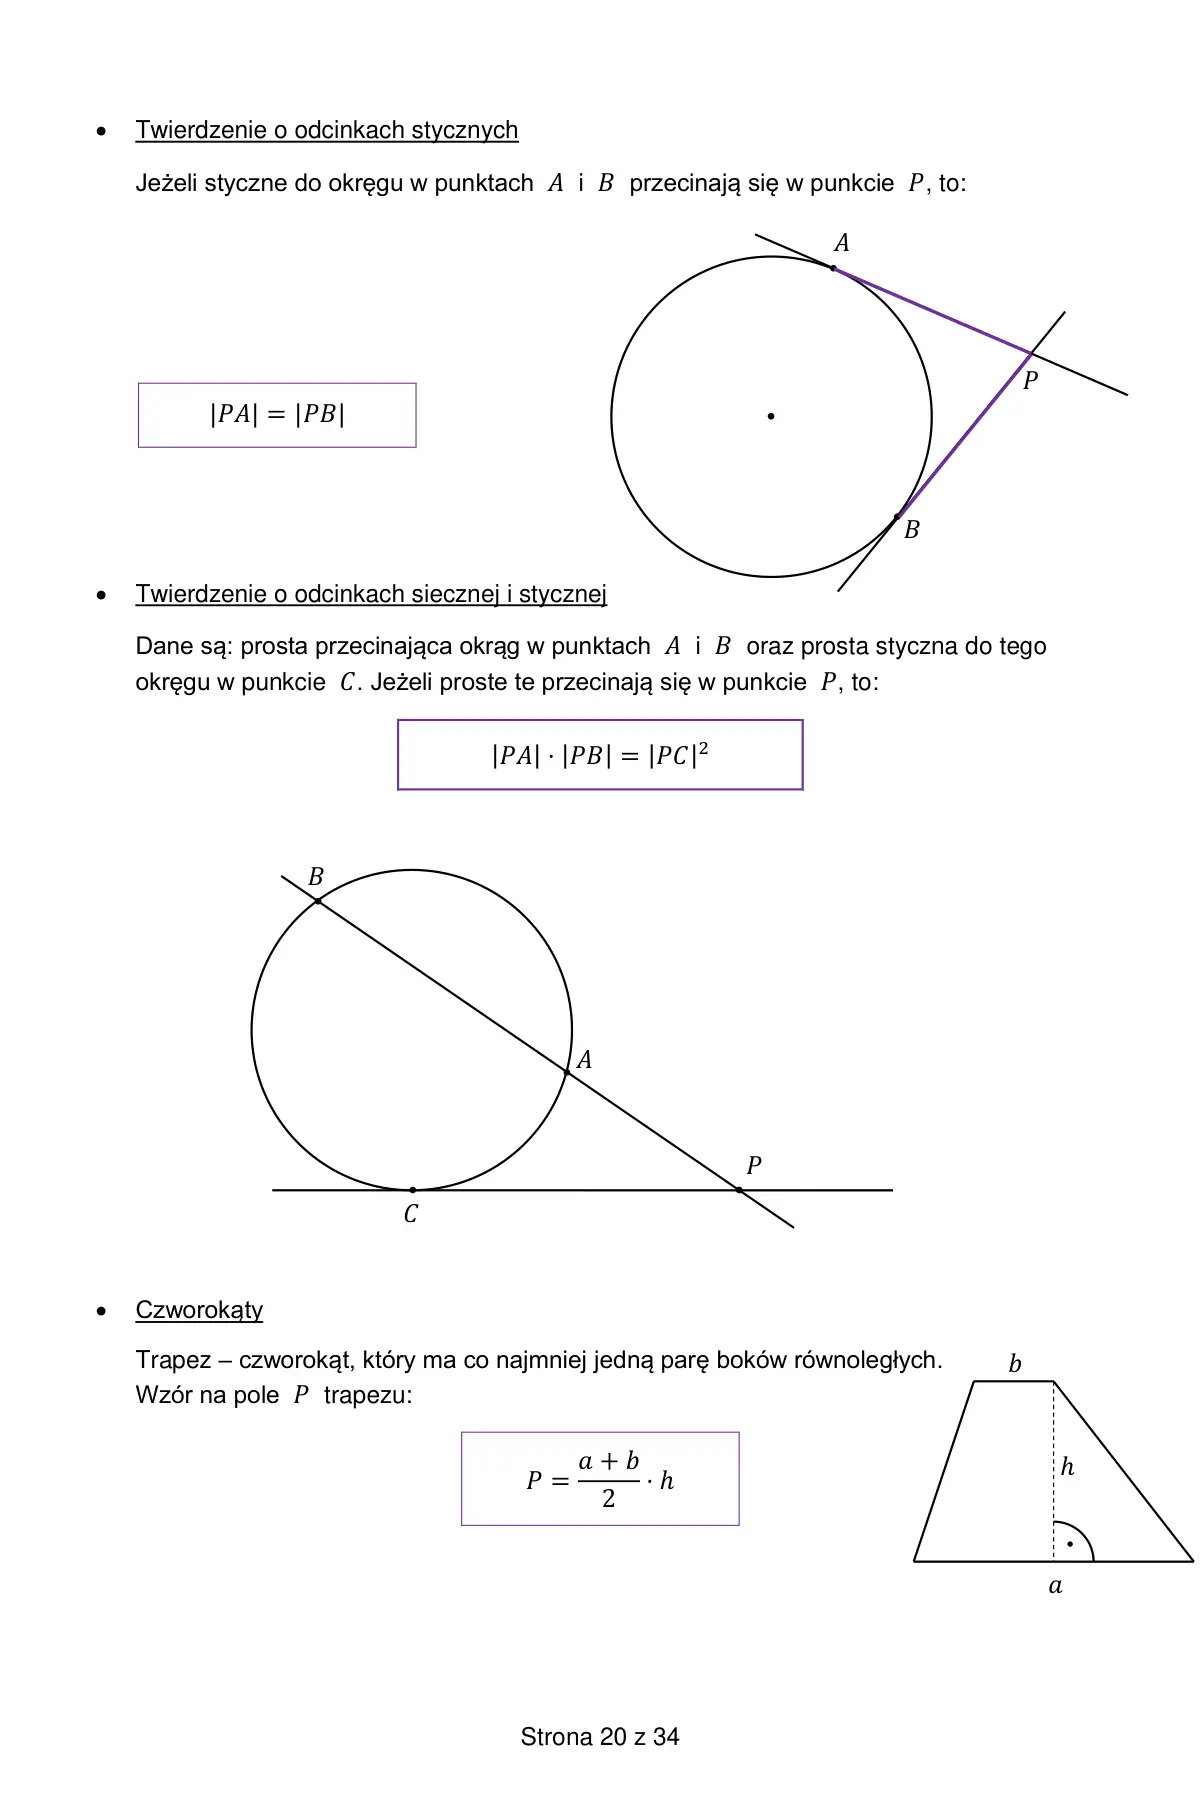 • Twierdzenie o odcinkach stycznych
Jeżeli styczne do okręgu w punktach A i B przecinają się w punkcie P, to:
A
P
|PA| = |PB|
B
• Twierdzenie o odcinkach siecznej i stycznej
Dane są: prosta przecinająca okrąg w punktach A i B oraz prosta styczna do tego
okręgu w punkcie C. Jeżeli proste te przecinają się w punkcie P, to:
|PA| · |PB| = |PC|²
B
A
P
C
• Czworokąty
Trapez – czworokąt, który ma co najmniej jedną parę boków równoległych.
Wzór na pole P trapezu:
P = (a + b)/2 · h
b
h
a
Strona 20 z 34